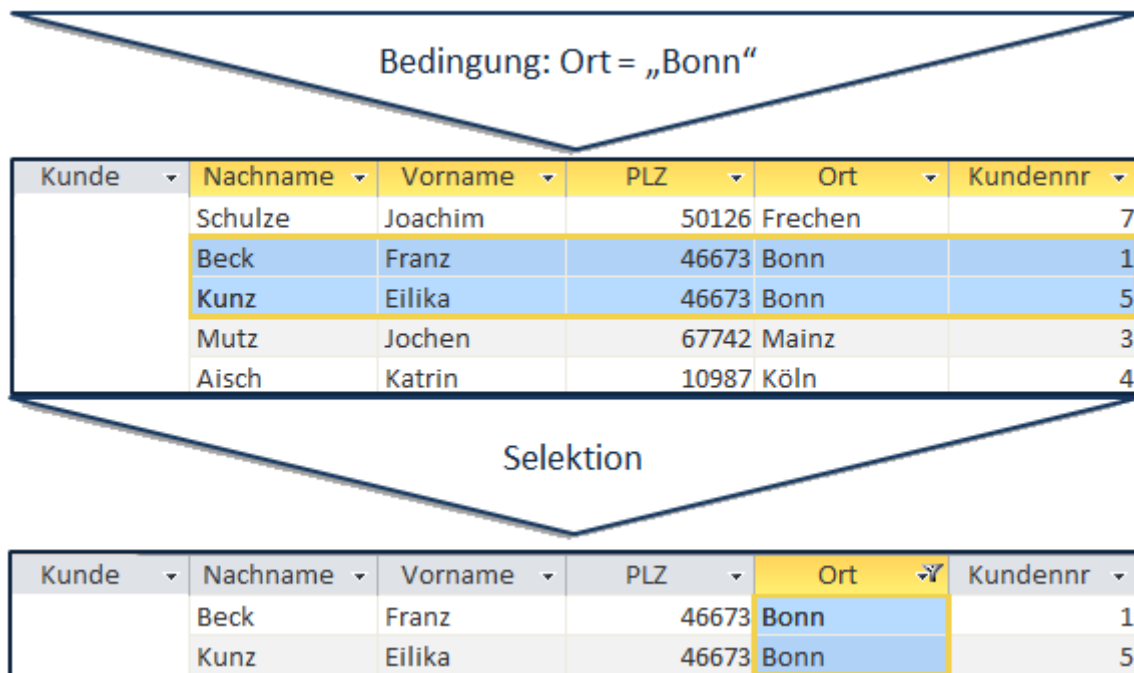 Bedingung: Ort = „Bonn“
Kunde Nachname Vorname PLZ Ort Kundennr
Schulze Joachim 50126 Frechen 7
Beck Franz 46673 Bonn 1
Kunz Eilika 46673 Bonn 5
Mutz Jochen 67742 Mainz 3
Aisch Katrin 10987 Köln 4
Selektion
Kunde Nachname Vorname PLZ Ort Kundennr
Beck Franz 46673 Bonn 1
Kunz Eilika 46673 Bonn 5